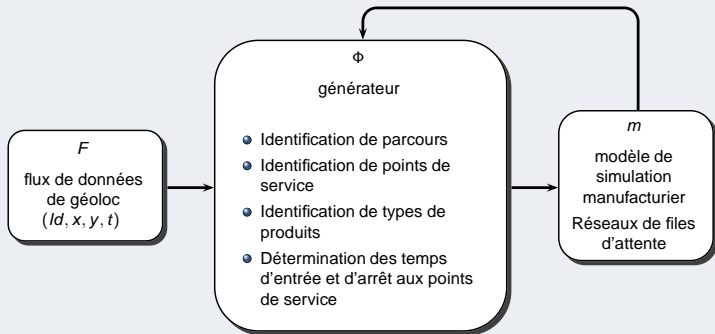 F
flux de données
de géoloc
(Id, x, y, t)
Φ
générateur
Identification de parcours
Identification de points de
service
Identification de types de
produits
Détermination des temps
d'entrée et d'arrêt aux points
de service
m
modèle de
simulation
manufacturier
Réseaux de files
d'attente